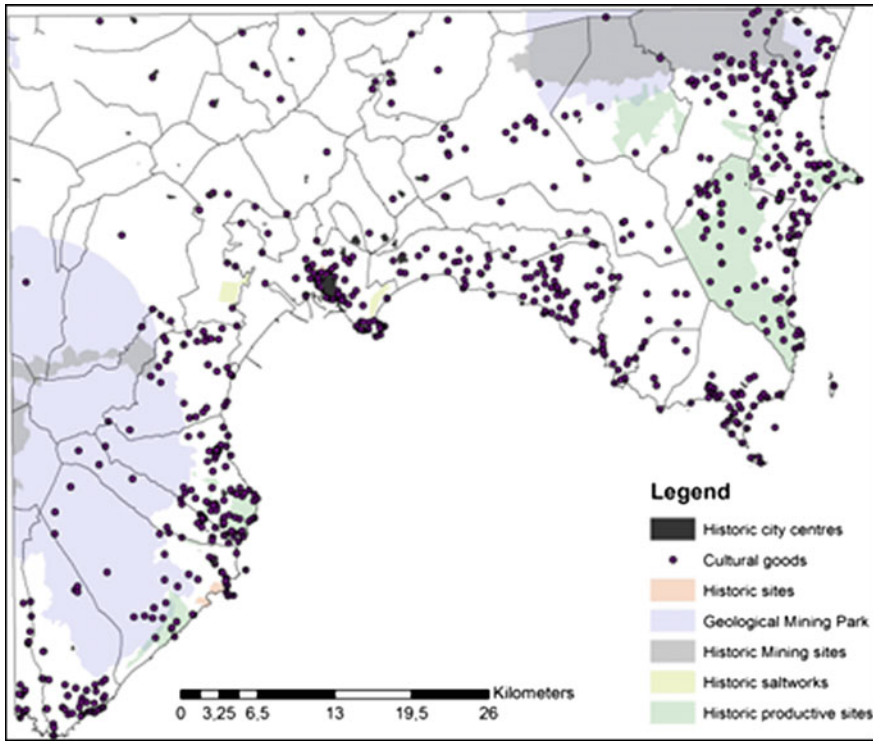 Legend
Historic city centres
Cultural goods
Historic sites
Geological Mining Park
Historic Mining sites
Historic saltworks
Historic productive sites
Kilometers
0 3,25 6,5 13 19,5 26